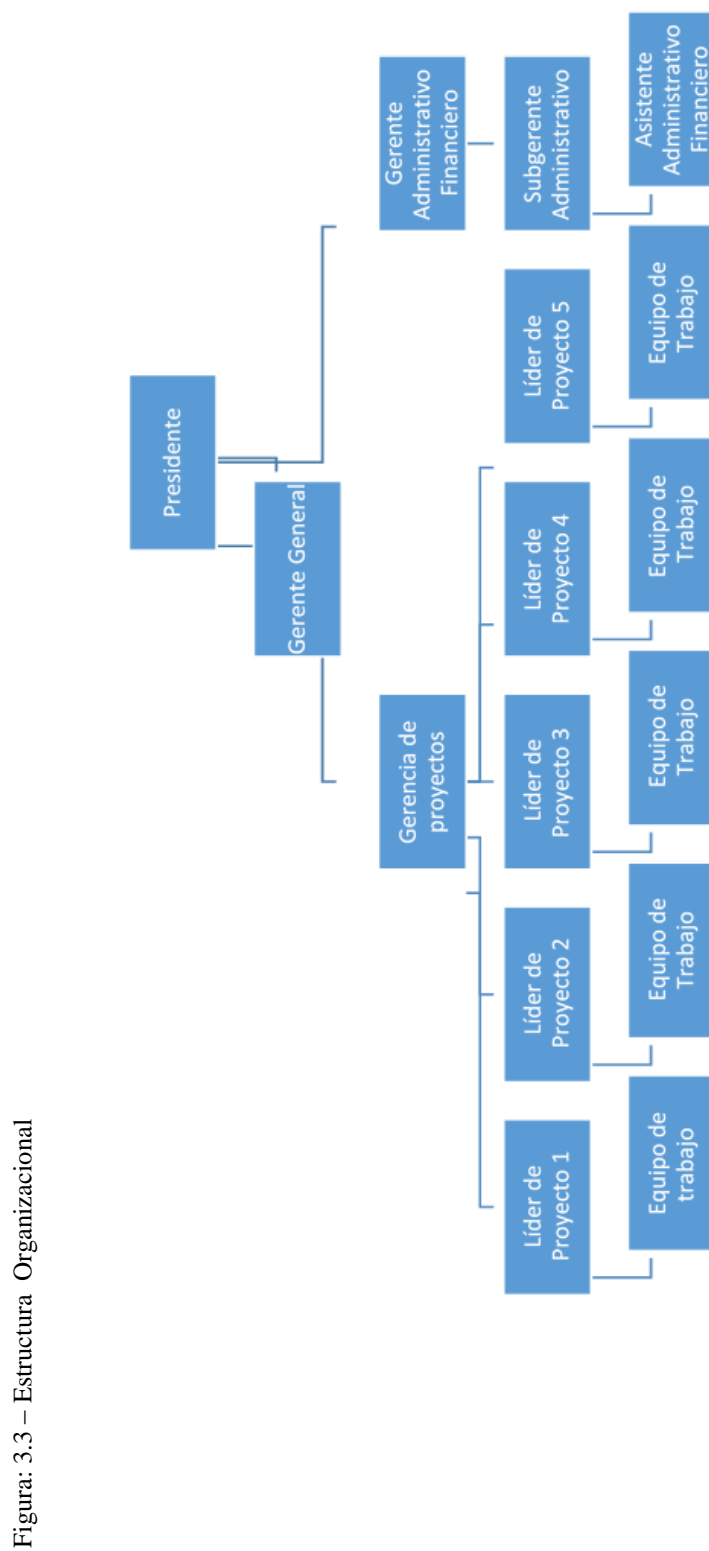 Figura: 3.3 – Estructura Organizacional
Presidente
Gerente General
Gerencia de
proyectos
Gerente
Administrativo
Financiero
Líder de
Proyecto 1
Líder de
Proyecto 2
Líder de
Proyecto 3
Líder de
Proyecto 4
Líder de
Proyecto 5
Subgerente
Administrativo
Equipo de
trabajo
Equipo de
Trabajo
Equipo de
Trabajo
Equipo de
Trabajo
Equipo de
Trabajo
Asistente
Administrativo
Financiero